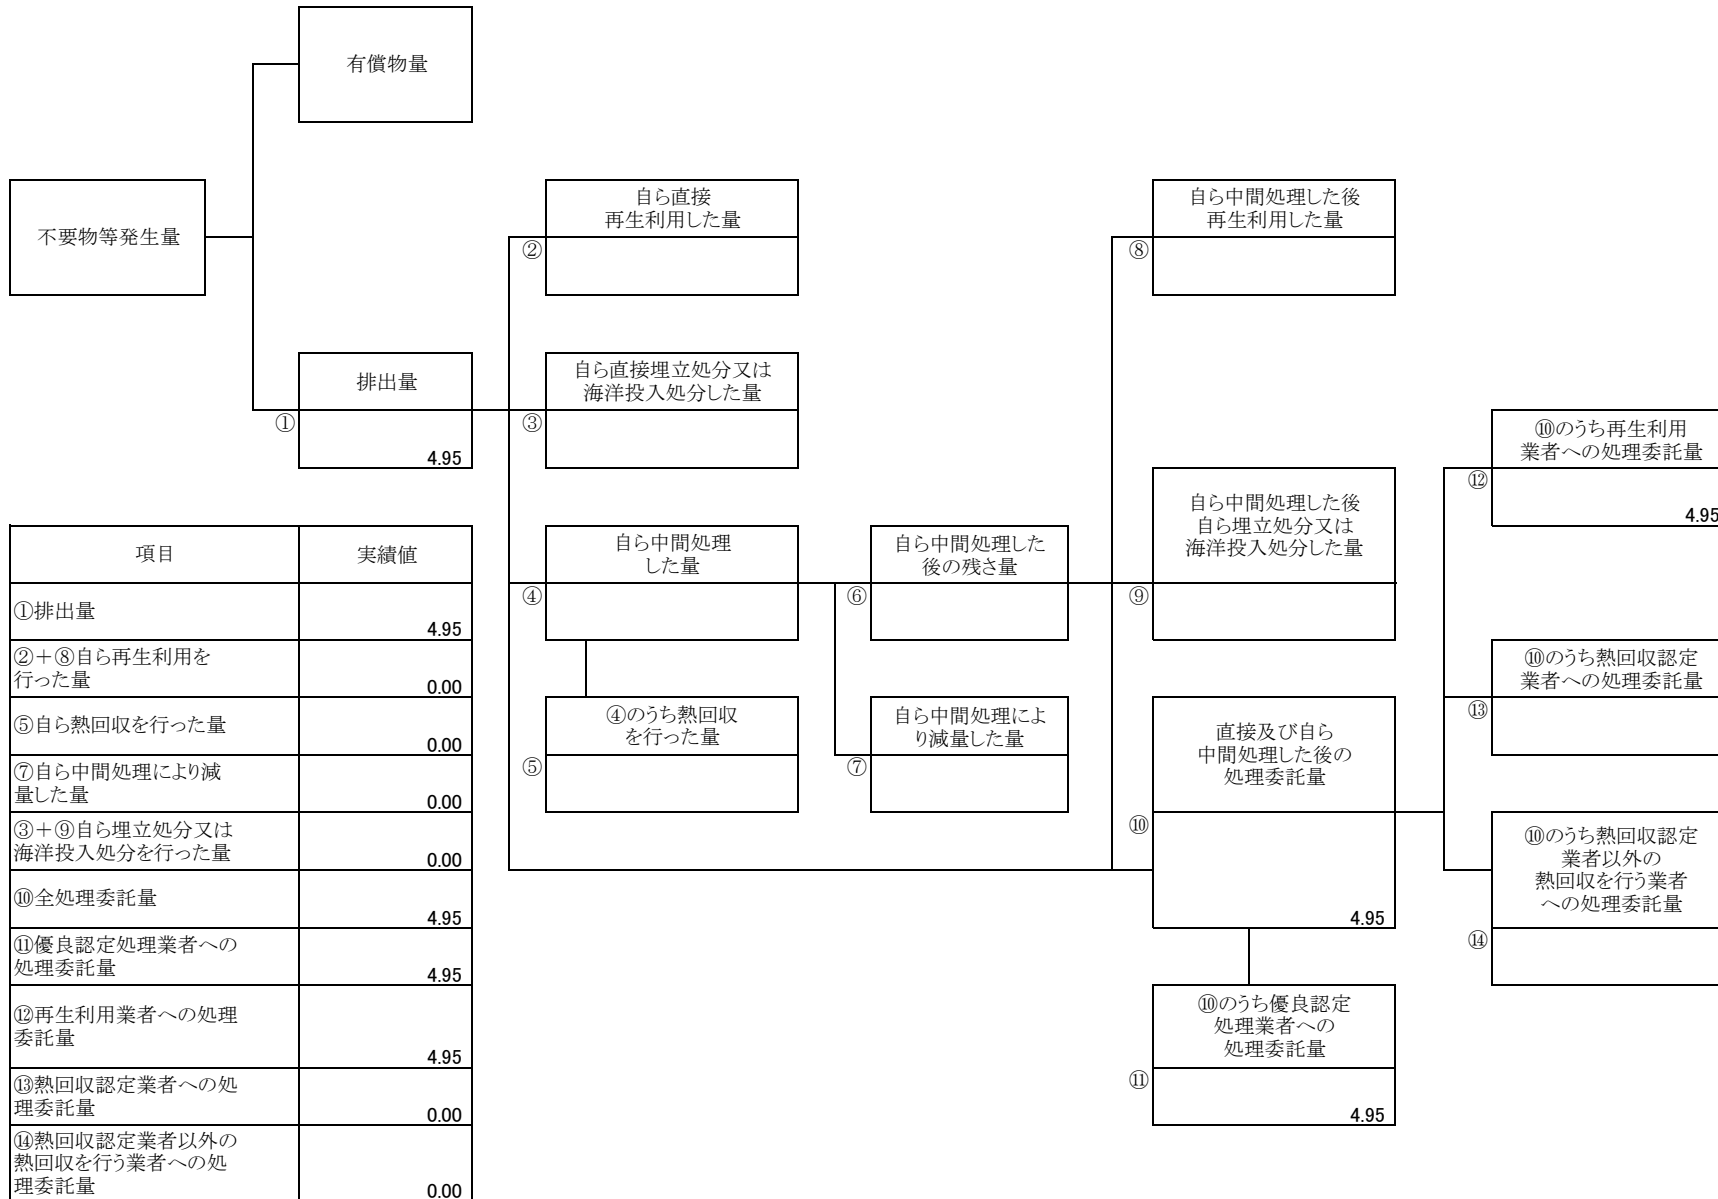 有償物量
不要物等発生量
自ら直接
再生利用した量
②
自ら中間処理した後
再生利用した量
⑧
排出量
①
4.95
自ら直接埋立処分又は
海洋投入処分した量
③
⑩のうち再生利用
業者への処理委託量
⑫
4.95
自ら中間処理
した量
④
自ら中間処理した
後の残さ量
⑥
自ら中間処理した後
自ら埋立処分又は
海洋投入処分した量
⑨
⑩のうち熱回収認定
業者への処理委託量
⑬
④のうち熱回収
を行った量
⑤
自ら中間処理によ
り減量した量
⑦
直接及び自ら
中間処理した後の
処理委託量
⑩
4.95
⑩のうち熱回収認定
業者以外の
熱回収を行う業者
への処理委託量
⑭
⑩のうち優良認定
処理業者への
処理委託量
⑪
4.95
項目 実績値
①排出量
4.95
②+⑧自ら再生利用を
行った量
0.00
⑤自ら熱回収を行った量
0.00
⑦自ら中間処理により減
量した量
0.00
③+⑨自ら埋立処分又は
海洋投入処分を行った量
0.00
⑩全処理委託量
4.95
⑪優良認定処理業者への
処理委託量
4.95
⑫再生利用業者への処理
委託量
4.95
⑬熱回収認定業者への処
理委託量
0.00
⑭熱回収認定業者以外の
熱回収を行う業者への処
理委託量
0.00